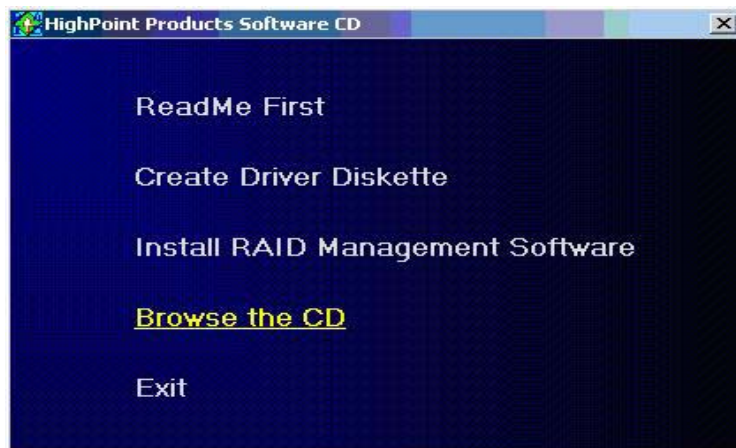 HighPoint Products Software CD
ReadMe First
Create Driver Diskette
Install RAID Management Software
Browse the CD
Exit